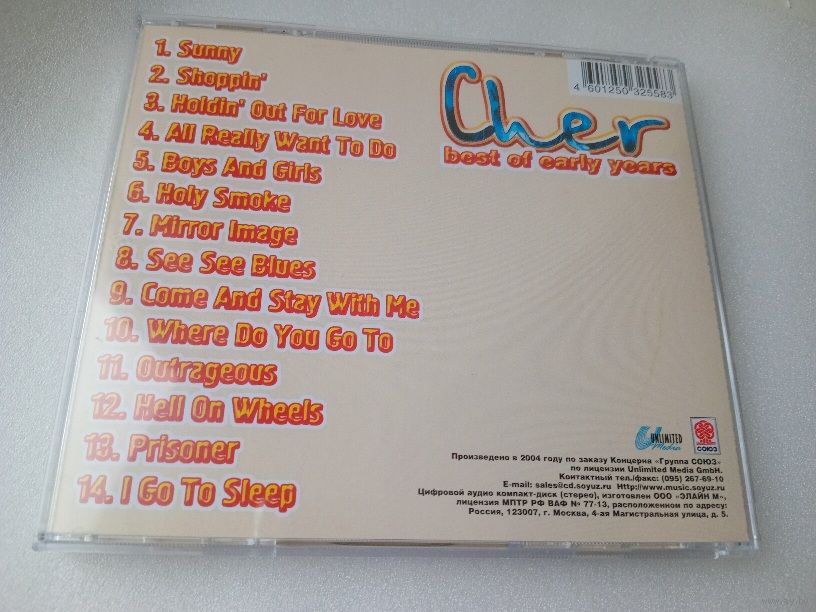 1. Sunny
2. Shoppin'
3. Holdin' Out For Love
4. All Really Want To Do
5. Boys And Girls
6. Holy Smoke
7. Mirror Image
8. See See Blues
9. Come And Stay With Me
10. Where Do You Go To
11. Outrageous
12. Hell On Wheels
13. Prisoner
14. I Go To Sleep
4 601250 325583
Cher
best of early years
UNLIMITED
Media
СОЮЗ
Произведено в 2004 году по заказу Концерна «Группа СОЮЗ»
по лицензии Unlimited Media GmbH.
Контактный тел./факс: (095) 267-69-10
E-mail: sales@cd.soyuz.ru Http://www.music.soyuz.ru
Цифровой аудио компакт-диск (стерео), изготовлен ООО «ЭЛАЙН М»,
лицензия МПТР РФ ВАФ № 77-13, расположенном по адресу:
Россия, 123007, г. Москва, 4-ая Магистральная улица, д. 5.